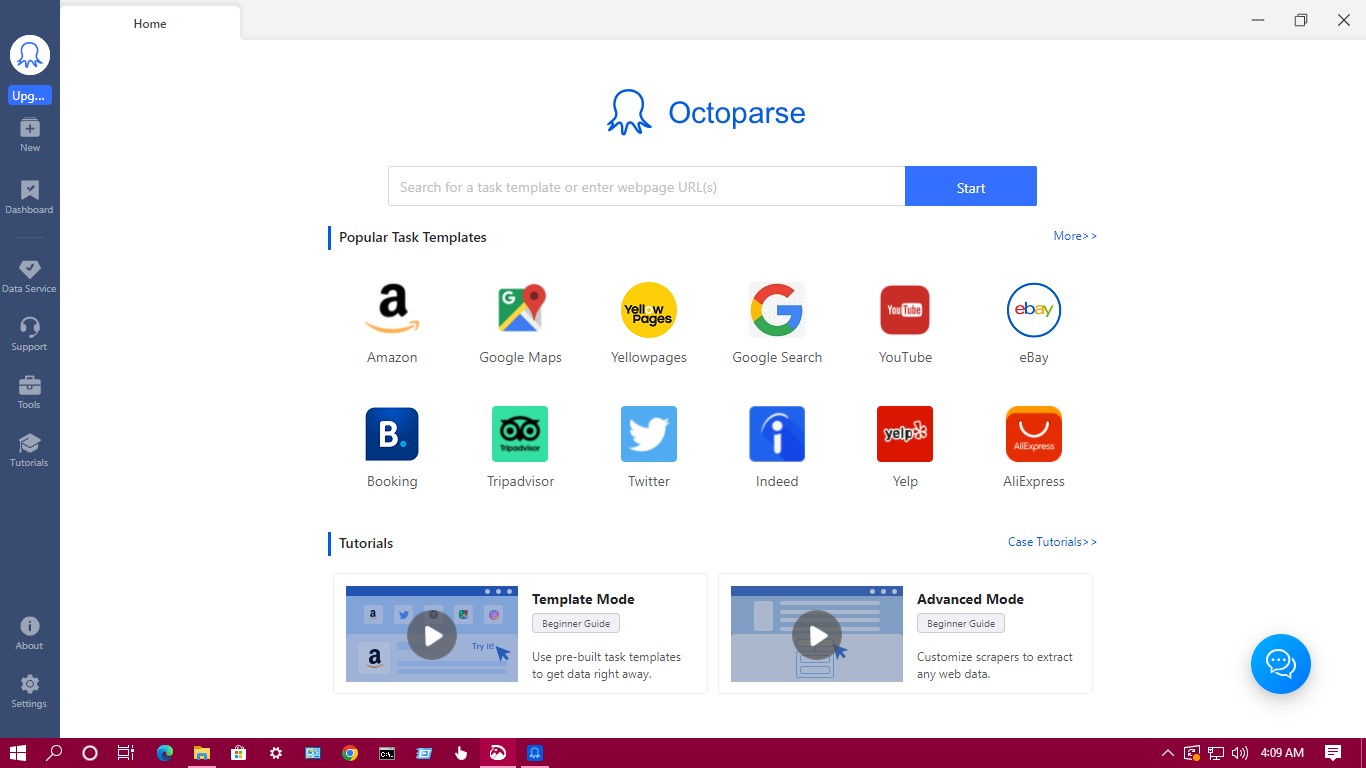 Home
Upg...
New
Dashboard
Data Service
Support
Tools
Tutorials
About
Settings
Octoparse
Search for a task template or enter webpage URL(s)
Start
Popular Task Templates
More>>
a
G
Yellow
Pages
G
YouTube
ebay
Amazon
Google Maps
Yellowpages
Google Search
YouTube
eBay
B.
Tripadvisor
i
yelp
AliExpress
Booking
Tripadvisor
Twitter
Indeed
Yelp
AliExpress
Tutorials
Case Tutorials>>
a
a
Try it!
Template Mode
Beginner Guide
Use pre-built task templates
to get data right away.
Advanced Mode
Beginner Guide
Customize scrapers to extract
any web data.
4:09 AM